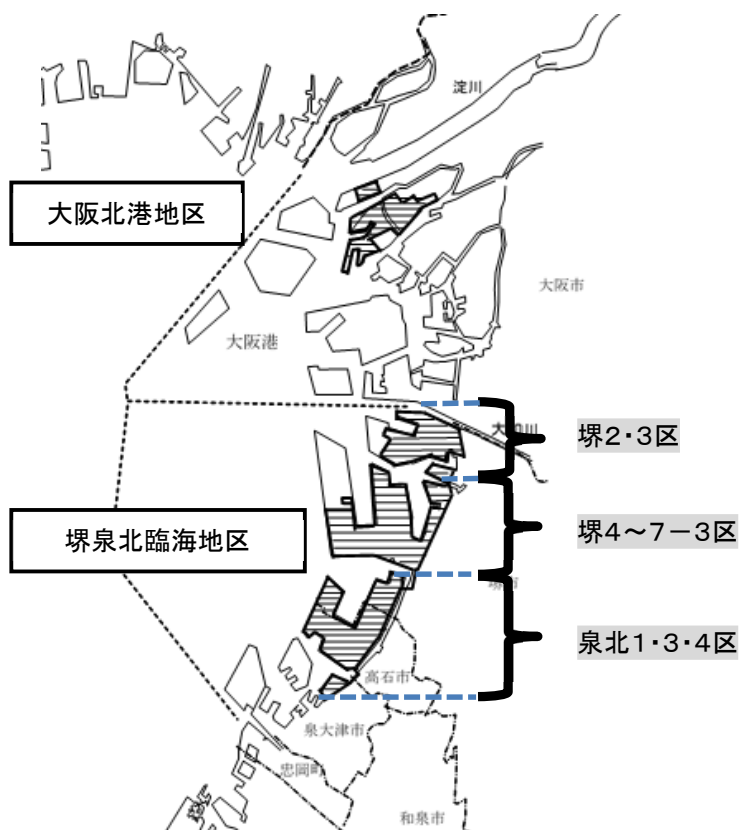 淀川
大阪北港地区
大阪市
大阪港
堺2・3区
堺泉北臨海地区
堺4～7－3区
泉北1・3・4区
高石市
泉大津市
忠岡町
和泉市